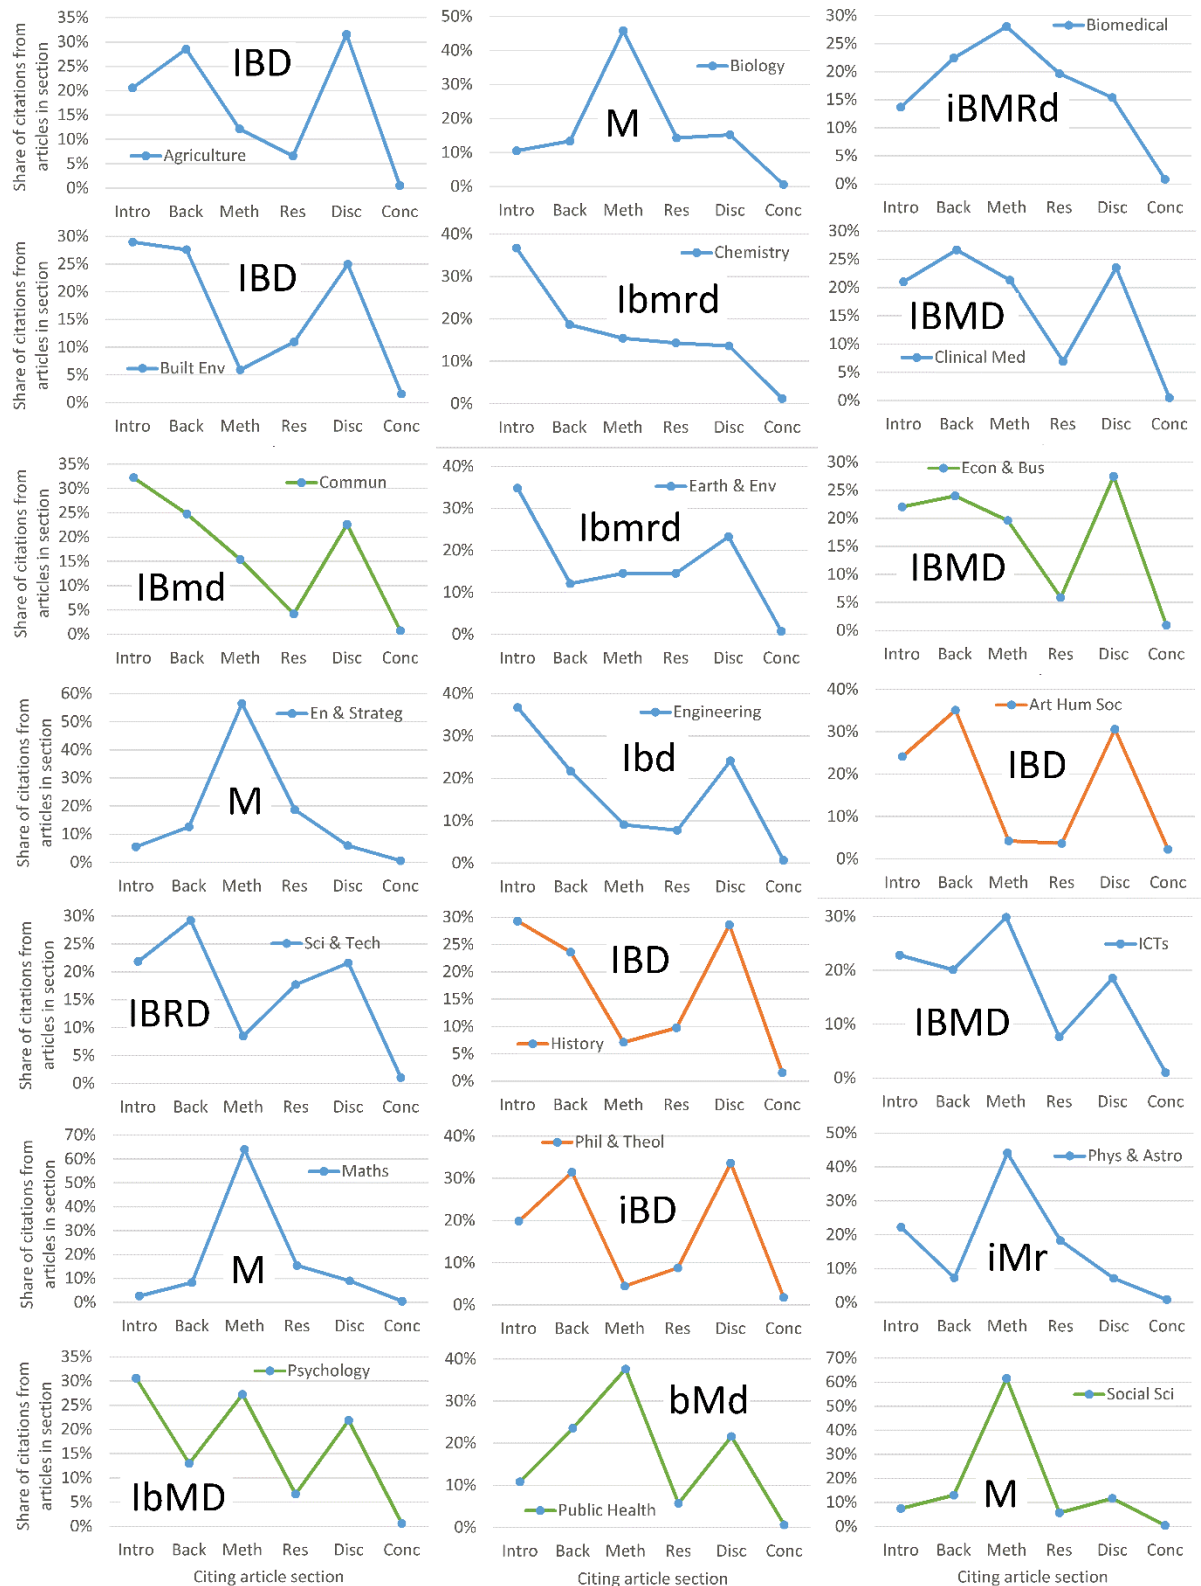 Share of citations from
articles in section
35%
30%
25%
20%
15%
10%
5%
0%
IBD
Agriculture
Intro Back Meth Res Disc Conc
50%
40%
30%
20%
10%
0%
Biology
M
Intro Back Meth Res Disc Conc
30%
25%
20%
15%
10%
5%
0%
Biomedical
iBMRd
Intro Back Meth Res Disc Conc
Share of citations from
articles in section
30%
25%
20%
15%
10%
5%
0%
IBD
Built Env
Intro Back Meth Res Disc Conc
40%
30%
20%
10%
0%
Chemistry
Ibmrd
Intro Back Meth Res Disc Conc
30%
25%
20%
15%
10%
5%
0%
IBMD
Clinical Med
Intro Back Meth Res Disc Conc
Share of citations from
articles in section
35%
30%
25%
20%
15%
10%
5%
0%
Commun
IBmd
Intro Back Meth Res Disc Conc
40%
30%
20%
10%
0%
Earth & Env
Ibmrd
Intro Back Meth Res Disc Conc
30%
25%
20%
15%
10%
5%
0%
Econ & Bus
IBMD
Intro Back Meth Res Disc Conc
Share of citations from
articles in section
60%
50%
40%
30%
20%
10%
0%
En & Strateg
M
Intro Back Meth Res Disc Conc
40%
30%
20%
10%
0%
Engineering
Ibd
Intro Back Meth Res Disc Conc
40%
30%
20%
10%
0%
Art Hum Soc
IBD
Intro Back Meth Res Disc Conc
Share of citations from
articles in section
30%
25%
20%
15%
10%
5%
0%
Sci & Tech
IBRD
Intro Back Meth Res Disc Conc
30%
25%
20%
15%
10%
5%
0%
IBD
History
Intro Back Meth Res Disc Conc
30%
20%
10%
0%
ICTs
IBMD
Intro Back Meth Res Disc Conc
Share of citations from
articles in section
70%
60%
50%
40%
30%
20%
10%
0%
Maths
M
Intro Back Meth Res Disc Conc
40%
30%
20%
10%
0%
Phil & Theol
iBD
Intro Back Meth Res Disc Conc
50%
40%
30%
20%
10%
0%
Phys & Astro
iMr
Intro Back Meth Res Disc Conc
Share of citations from
articles in section
35%
30%
25%
20%
15%
10%
5%
0%
Psychology
IbMD
Intro Back Meth Res Disc Conc
Citing article section
40%
30%
20%
10%
0%
bMd
Public Health
Intro Back Meth Res Disc Conc
Citing article section
70%
60%
50%
40%
30%
20%
10%
0%
Social Sci
M
Intro Back Meth Res Disc Conc
Citing article section